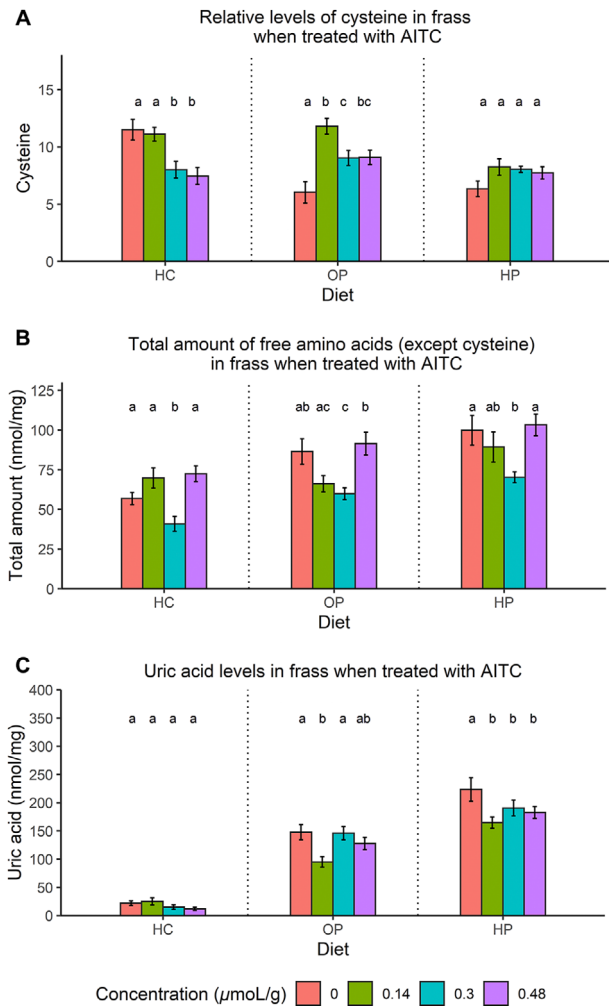 A
Relative levels of cysteine in frass
when treated with AITC
15
10
5
0
Cysteine
a a b b
a b c bc
a a a a
HC OP HP
Diet
B
Total amount of free amino acids (except cysteine)
in frass when treated with AITC
125
100
75
50
25
0
Total amount (nmol/mg)
a a b a
ab ac c b
a ab b a
HC OP HP
Diet
C
Uric acid levels in frass when treated with AITC
400
350
300
250
200
150
100
50
0
Uric acid (nmol/mg)
a a a a
a b a ab
a b b b
HC OP HP
Diet
Concentration (μmoL/g) 0 0.14 0.3 0.48